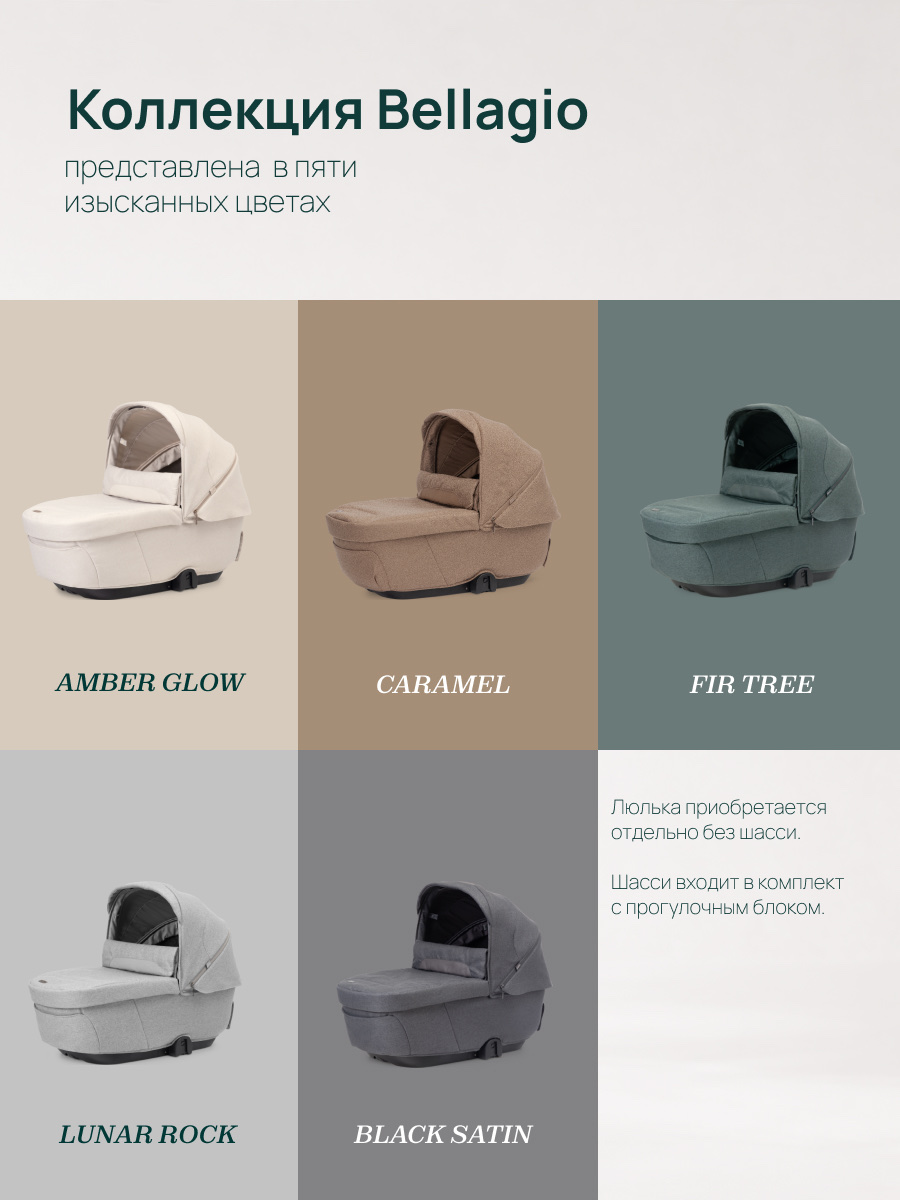 Коллекция Bellagio
представлена в пяти
изысканных цветах
AMBER GLOW
CARAMEL
FIR TREE
Люлька приобретается
отдельно без шасси.
Шасси входит в комплект
с прогулочным блоком.
LUNAR ROCK
BLACK SATIN